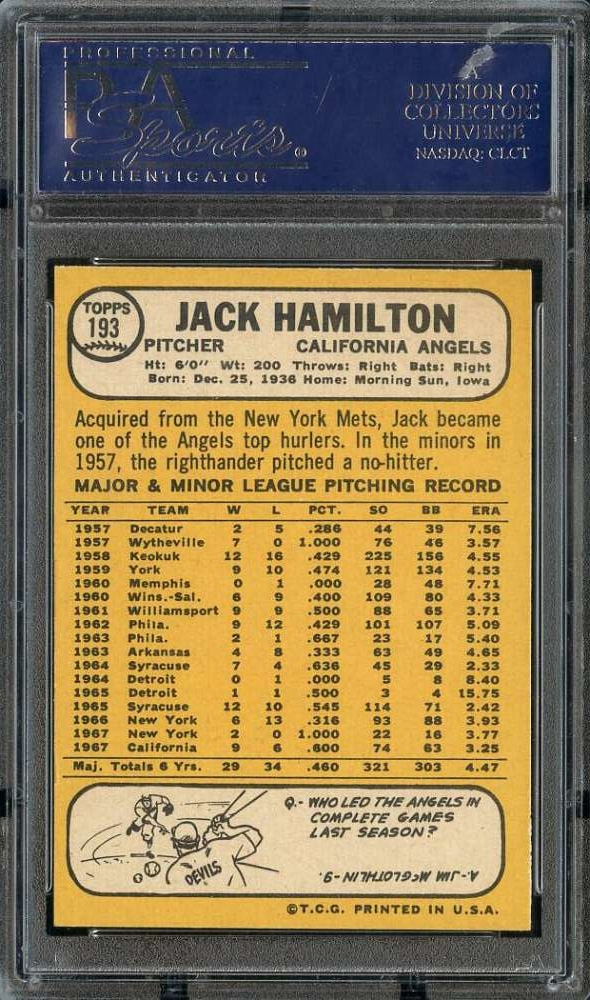 PROFESSIONAL
PSA
Sports®
AUTHENTICATOR
A
DIVISION OF
COLLECTORS
UNIVERSE
NASDAQ: CLCT
TOPPS
193
JACK HAMILTON
PITCHER CALIFORNIA ANGELS
Ht: 6'0" Wt: 200 Throws: Right Bats: Right
Born: Dec. 25, 1936 Home: Morning Sun, Iowa
Acquired from the New York Mets, Jack became
one of the Angels top hurlers. In the minors in
1957, the righthander pitched a no-hitter.
MAJOR & MINOR LEAGUE PITCHING RECORD
YEAR TEAM W L PCT. SO BB ERA
1957 Decatur 2 5 .286 44 39 7.56
1957 Wytheville 7 0 1.000 76 46 3.57
1958 Keokuk 12 16 .429 225 156 4.55
1959 York 9 10 .474 121 134 4.53
1960 Memphis 0 1 .000 28 48 7.71
1960 Wins.-Sal. 6 9 .400 109 80 4.33
1961 Williamsport 9 9 .500 88 65 3.71
1962 Phila. 9 12 .429 101 107 5.09
1963 Phila. 2 1 .667 23 17 5.40
1963 Arkansas 4 8 .333 63 49 4.65
1964 Syracuse 7 4 .636 45 29 2.33
1964 Detroit 0 1 .000 5 8 8.40
1965 Detroit 1 1 .500 3 4 15.75
1965 Syracuse 12 10 .545 114 71 2.42
1966 New York 6 13 .316 93 88 3.93
1967 New York 2 0 1.000 22 16 3.77
1967 California 9 6 .600 74 63 3.25
Maj. Totals 6 Yrs. 29 34 .460 321 303 4.47
DEVILS
Q.- WHO LED THE ANGELS IN
COMPLETE GAMES
LAST SEASON?
A- JIM McGLOTHLIN-9.
©T.C.G. PRINTED IN U.S.A.